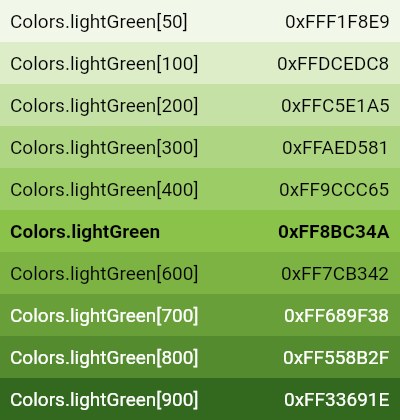 Colors.lightGreen[50] 0xFFF1F8E9
Colors.lightGreen[100] 0xFFDCEDC8
Colors.lightGreen[200] 0xFFC5E1A5
Colors.lightGreen[300] 0xFFAED581
Colors.lightGreen[400] 0xFF9CCC65
Colors.lightGreen 0xFF8BC34A
Colors.lightGreen[600] 0xFF7CB342
Colors.lightGreen[700] 0xFF689F38
Colors.lightGreen[800] 0xFF558B2F
Colors.lightGreen[900] 0xFF33691E